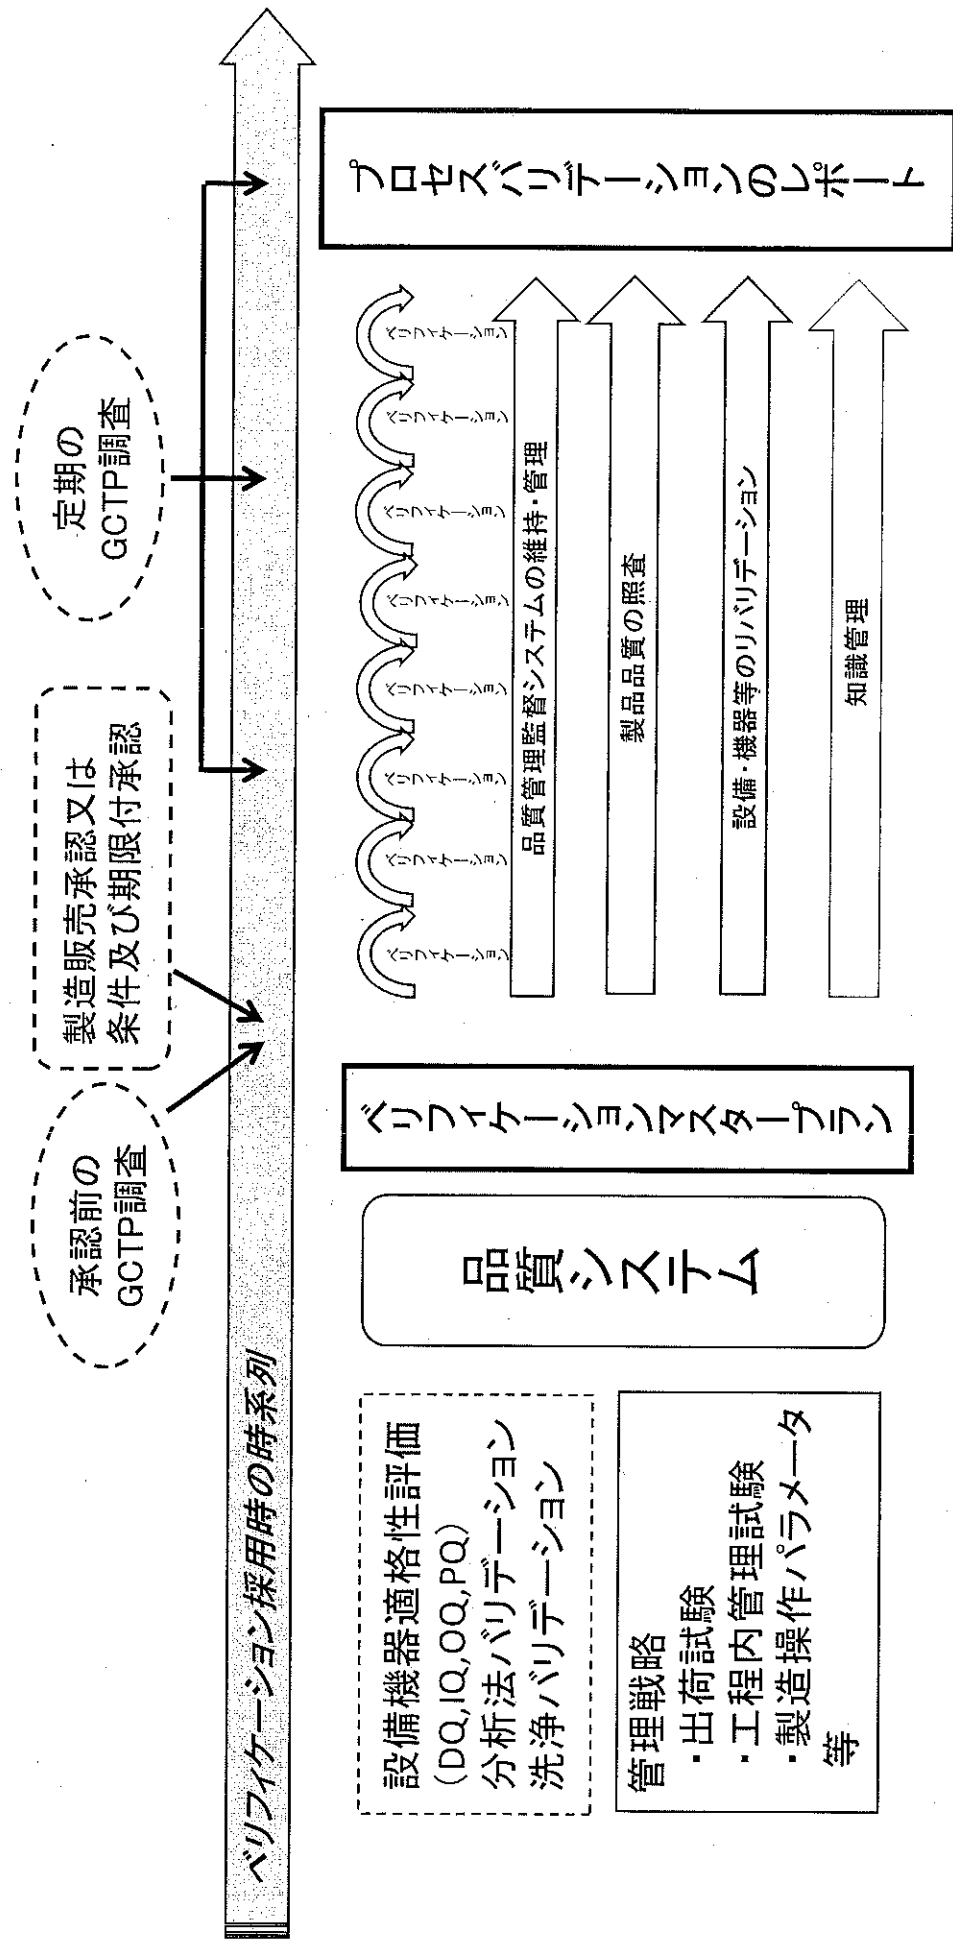 承認前の
GCTP調査
製造販売承認又は
条件及び期限付承認
定期の
GCTP調査
ベリフィケーション採用時の時系列
設備機器適格性評価
(DQ,IQ,OQ,PQ)
分析法バリデーション
洗浄バリデーション
管理戦略
・出荷試験
・工程内管理試験
・製造操作パラメータ
等
品質システム
ベリフィケーションマスタープラン
ベリフィケーション
ベリフィケーション
ベリフィケーション
ベリフィケーション
ベリフィケーション
ベリフィケーション
ベリフィケーション
ベリフィケーション
品質管理監督システムの維持・管理
製品品質の照査
設備・機器等のリバリデーション
知識管理
プロセスバリデーションのレポート